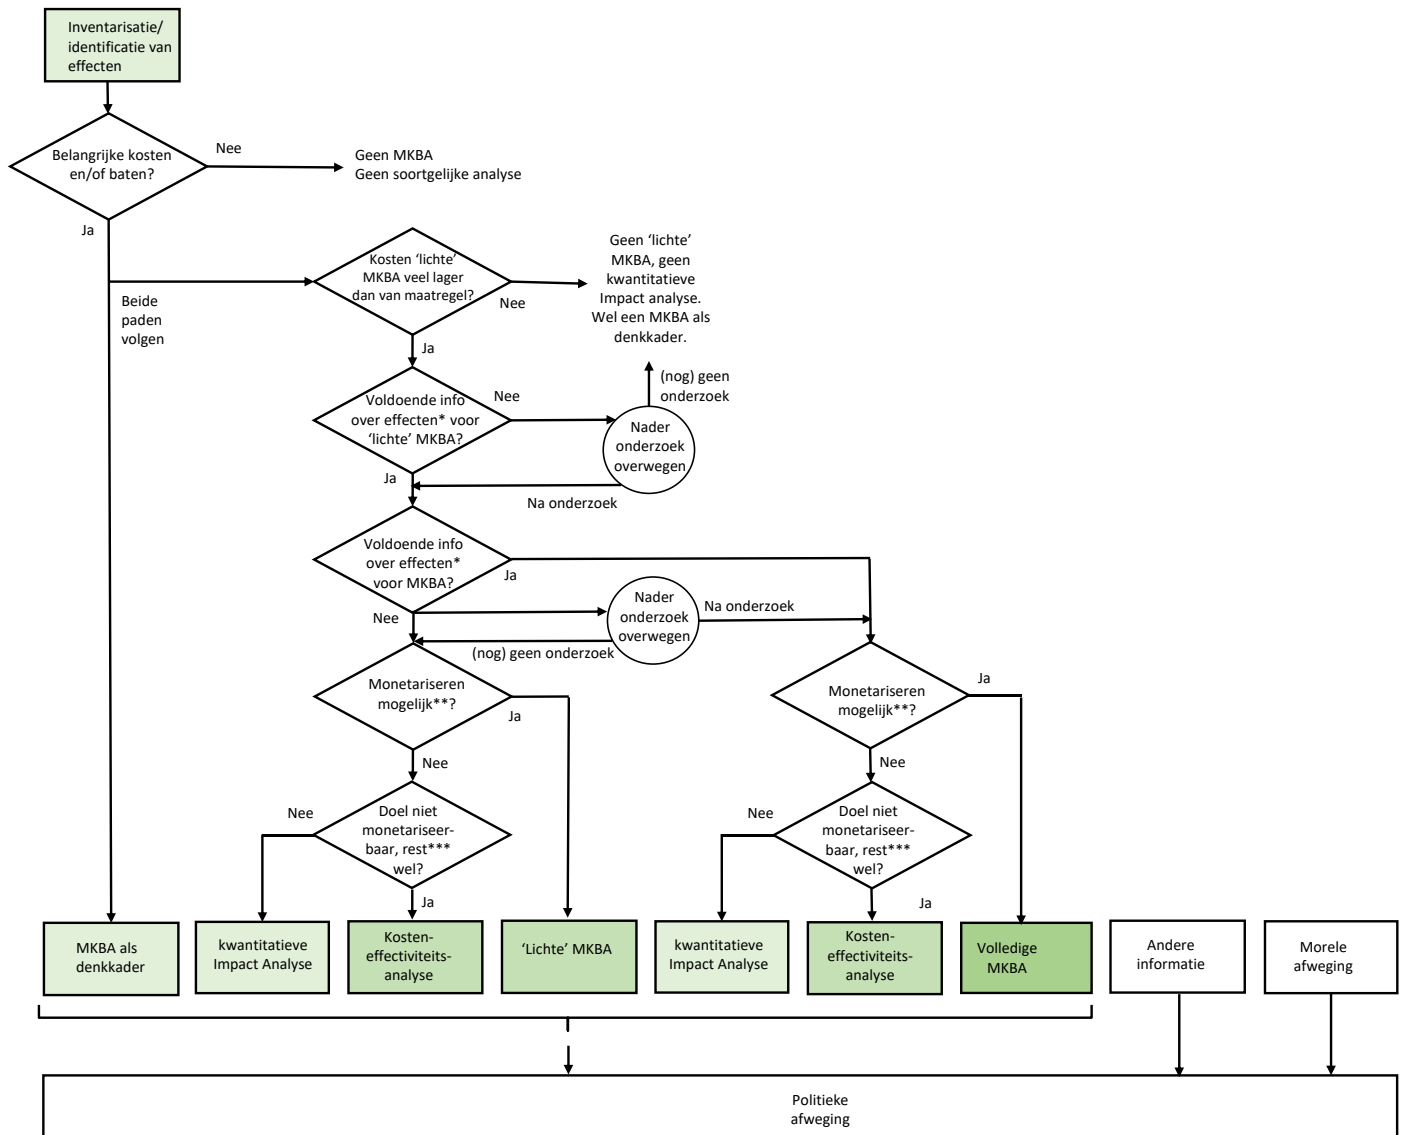 Inventarisatie/
identificatie van
effecten
Belangrijke kosten
en/of baten?
Nee
Geen MKBA
Geen soortgelijke analyse
Ja
Beide
paden
volgen
Kosten ‘lichte’
MKBA veel lager
dan van maatregel?
Nee
Geen ‘lichte’
MKBA, geen
kwantitatieve
Impact analyse.
Wel een MKBA als
denkkader.
Ja
Voldoende info
over effecten* voor
‘lichte’ MKBA?
Nee
(nog) geen
onderzoek
Nader
onderzoek
overwegen
Ja
Na onderzoek
Voldoende info
over effecten*
voor MKBA?
Ja
Nee
Nader
onderzoek
overwegen
Na onderzoek
(nog) geen onderzoek
Monetariseren
mogelijk**?
Ja
Nee
Monetariseren
mogelijk**?
Ja
Nee
Doel niet
monetariseer-
baar, rest***
wel?
Nee
Ja
Doel niet
monetariseer-
baar, rest***
wel?
Nee
Ja
MKBA als
denkkader
kwantitatieve
Impact Analyse
Kosten-
effectiviteits-
analyse
‘Lichte’ MKBA
kwantitatieve
Impact Analyse
Kosten-
effectiviteits-
analyse
Volledige
MKBA
Andere
informatie
Morele
afweging
Politieke
afweging